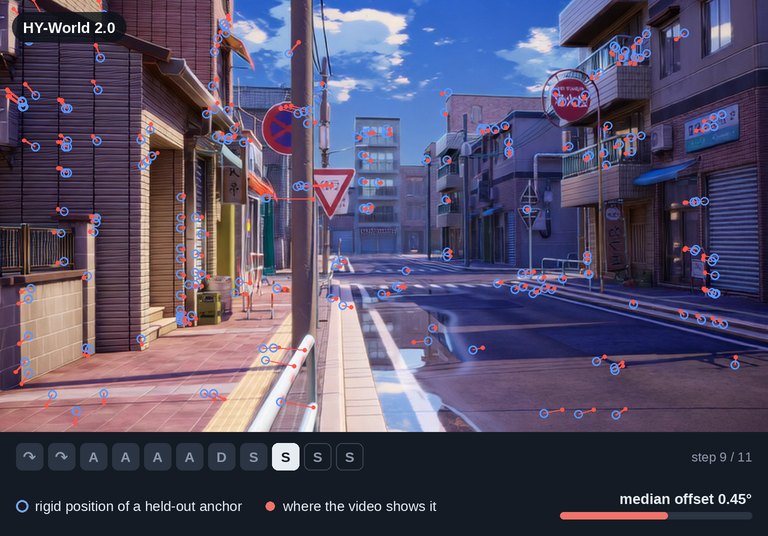 HY-World 2.0
↷ ↷ A A A A D S S S S
step 9 / 11
rigid position of a held-out anchor
where the video shows it
median offset 0.45°